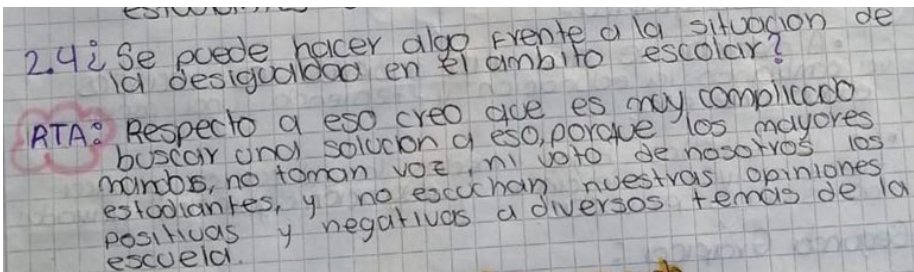 2.4¿ Se puede hacer algo frente a la situacion de
la desigualdad en el ambito escolar?
RTA: Respecto a eso creo que es muy complicado
buscar una solucion a eso, porque los mayores
mandos, no toman voz, ni voto de nosotros los
estudiantes, y no escuchan nuestras opiniones
positivas y negativas a diversos temas de la
escuela.